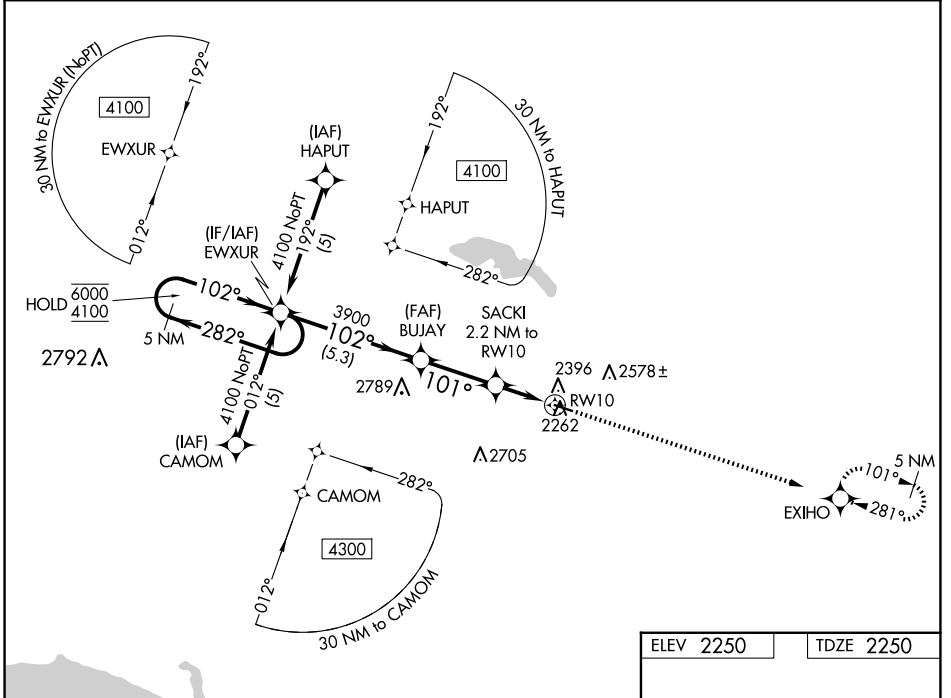 30 NM to EWXUR (NoPT)
192°
4100
EWXUR
012°
(IAF)
HAPUT
4100 NoPT
192°
(5)
192°
30 NM to HAPUT
4100
HAPUT
282°
(IF/IAF)
EWXUR
HOLD 6000
4100
102°
282°
5 NM
3900
102°
(5.3)
(FAF)
BUJAY
SACKI
2.2 NM to
RW10
2792
4100 NoPT
012°
(5)
2789
101°
2396
2578±
RW10
2262
(IAF)
CAMOM
2705
CAMOM
282°
4300
012°
30 NM to CAMOM
5 NM
101°
281°
EXIHO
ELEV 2250
TDZE 2250